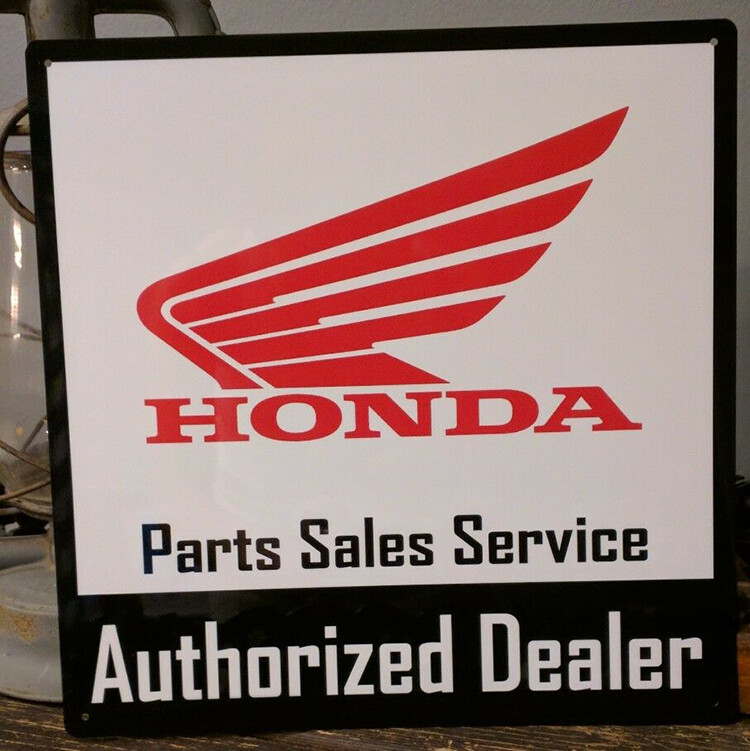 HONDA
Parts Sales Service
Authorized Dealer